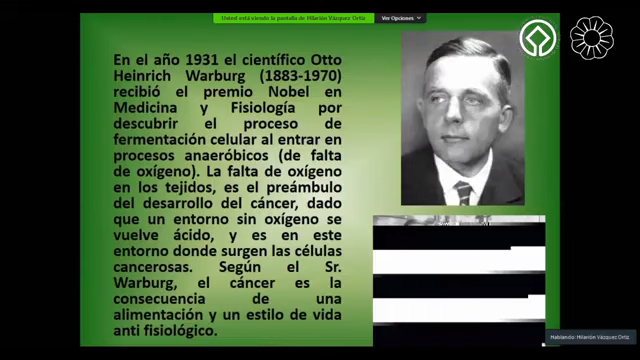 Usted está viendo la pantalla de Hilarión Vázquez Ortiz
Ver Opciones
En el año 1931 el científico Otto
Heinrich Warburg (1883-1970)
recibió el premio Nobel en
Medicina y Fisiología por
descubrir el proceso de
fermentación celular al entrar en
procesos anaeróbicos (de falta
de oxígeno). La falta de oxígeno
en los tejidos, es el preámbulo
del desarrollo del cáncer, dado
que un entorno sin oxígeno se
vuelve ácido, y es en este
entorno donde surgen las células
cancerosas. Según el Sr.
Warburg, el cáncer es la
consecuencia de una
alimentación y un estilo de vida
anti fisiológico.
Hablando: Hilarión Vázquez Ortiz